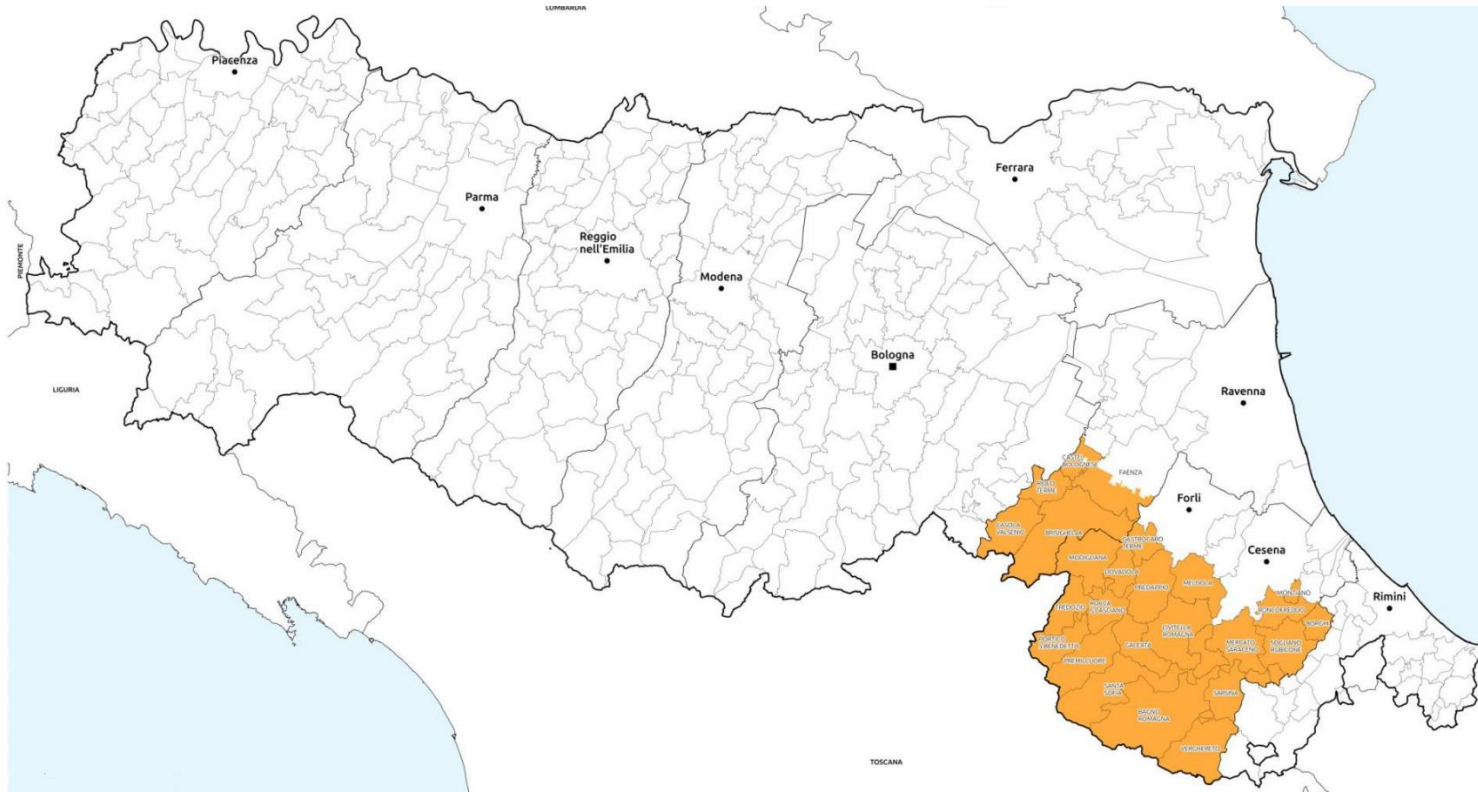 LOMBARDIA
Piacenza
Ferrara
Parma
Reggio
nell'Emilia
PIEMONTE
Modena
Bologna
LIGURIA
Ravenna
CASTEL
BOLOGNESE
FAENZA
RIOLO
TERME
Forlì
CASOLA
VALSENIO
BRISIGHELLA
CASTROCARO
TERME
Cesena
MODIGLIANA
DOVADOLA
PREDAPPIO
MELDOLA
MONTIANO
Rimini
TREDOZIO
ROCCA
S.CASCIANO
RONCOFREDDO
BORGHI
CIVITELLA
ROMAGNA
PORTICO
S.BENEDETTO
GALEATA
MERCATO
SARACENO
SOGLIANO
RUBICONE
PREMILCUORE
SANTA
SOFIA
SARSINA
BAGNO
ROMAGNA
VERGHERETO
TOSCANA